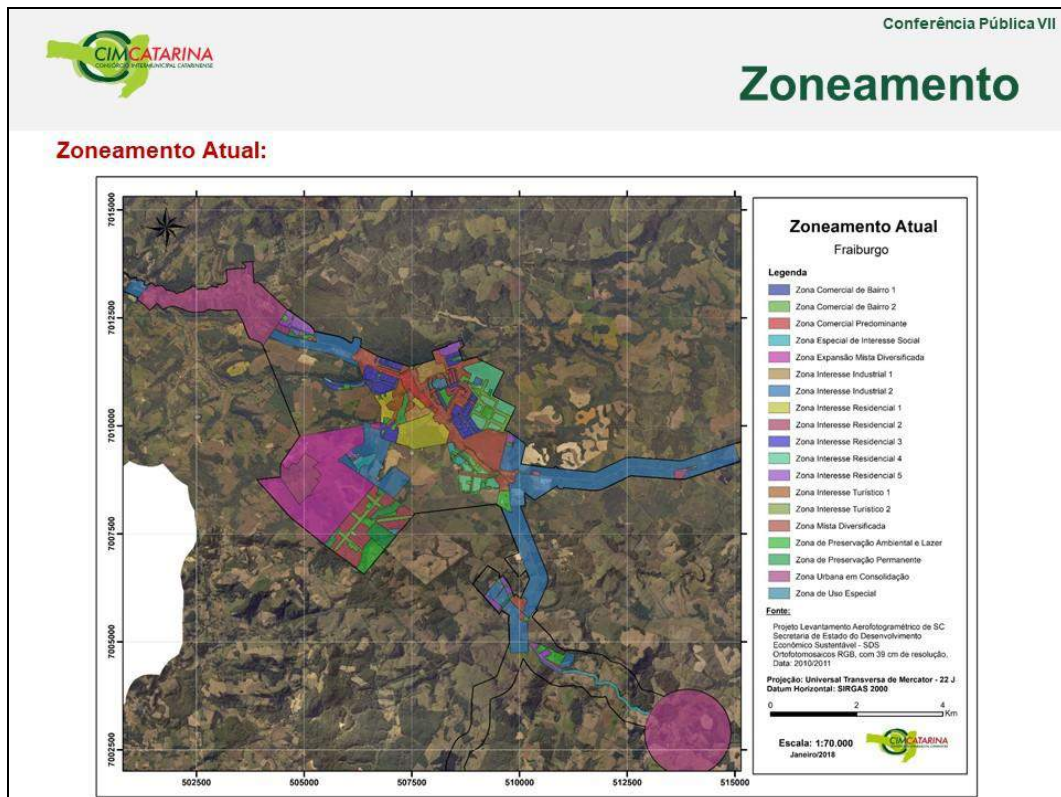 Conferência Pública VII
CIMCATARINA
CONSÓRCIO INTERMUNICIPAL CATARINENSE
Zoneamento
Zoneamento Atual:
7015000
7012500
7010000
7007500
7005000
7002500
502500
505000
507500
510000
512500
515000
Zoneamento Atual
Fraiburgo
Legenda
Zona Comercial de Bairro 1
Zona Comercial de Bairro 2
Zona Comercial Predominante
Zona Especial de Interesse Social
Zona Expansão Mista Diversificada
Zona Interesse Industrial 1
Zona Interesse Industrial 2
Zona Interesse Residencial 1
Zona Interesse Residencial 2
Zona Interesse Residencial 3
Zona Interesse Residencial 4
Zona Interesse Residencial 5
Zona Interesse Turístico 1
Zona Interesse Turístico 2
Zona Mista Diversificada
Zona de Preservação Ambiental e Lazer
Zona de Preservação Permanente
Zona Urbana em Consolidação
Zona de Uso Especial
Fonte:
Projeto Levantamento Aerofotogramétrico de SC
Secretaria de Estado do Desenvolvimento
Econômico Sustentável - SDS
Ortofotomosaicos RGB, com 39 cm de resolução.
Data: 2010/2011
Projeção: Universal Transversa de Mercator - 22 J
Datum Horizontal: SIRGAS 2000
0 2 4
Km
Escala: 1:70.000
Janeiro/2018
CIMCATARINA